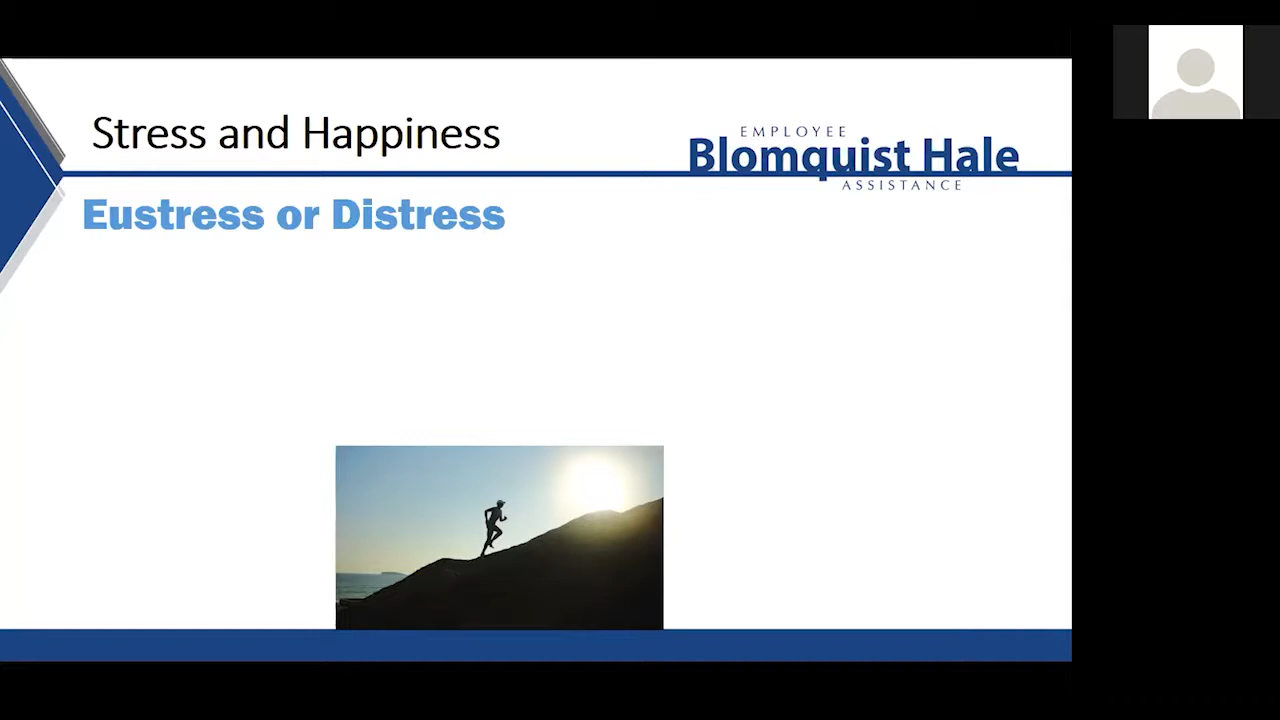 Stress and Happiness
EMPLOYEE
Blomquist Hale
ASSISTANCE
Eustress or Distress